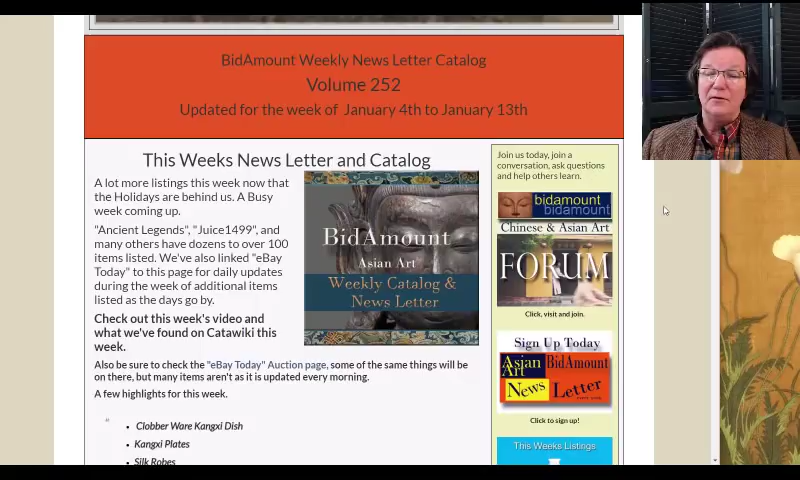 BidAmount Weekly News Letter Catalog
Volume 252
Updated for the week of January 4th to January 13th
This Weeks News Letter and Catalog
A lot more listings this week now that
the Holidays are behind us. A Busy
week coming up.
"Ancient Legends", "Juice1499", and
many others have dozens to over 100
items listed. We've also linked "eBay
Today" to this page for daily updates
during the week of additional items
listed as the days go by.
Check out this week's video and
what we've found on Catawiki this
week.
BidAmount
Asian Art
Weekly Catalog &
News Letter
Also be sure to check the "eBay Today" Auction page, some of the same things will be
on there, but many items aren't as it is updated every morning.
A few highlights for this week.
Clobber Ware Kangxi Dish
Kangxi Plates
Silk Robes
Join us today, join a
conversation, ask questions
and help others learn.
bidamount
bidamount
Chinese & Asian Art
FORUM
Click, visit and join.
Sign Up Today
Asian Art BidAmount
News Letter
Click to sign up!
This Weeks Listings